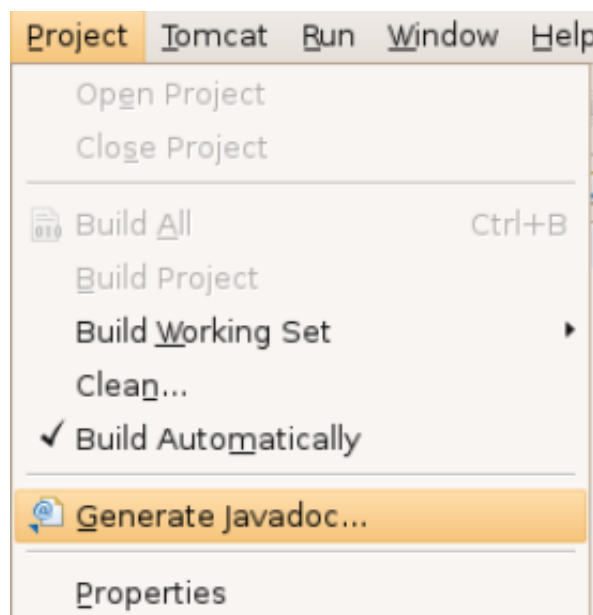 Project Tomcat Run Window Help
Open Project
Close Project
Build All Ctrl+B
Build Project
Build Working Set
Clean...
Build Automatically
Generate Javadoc...
Properties